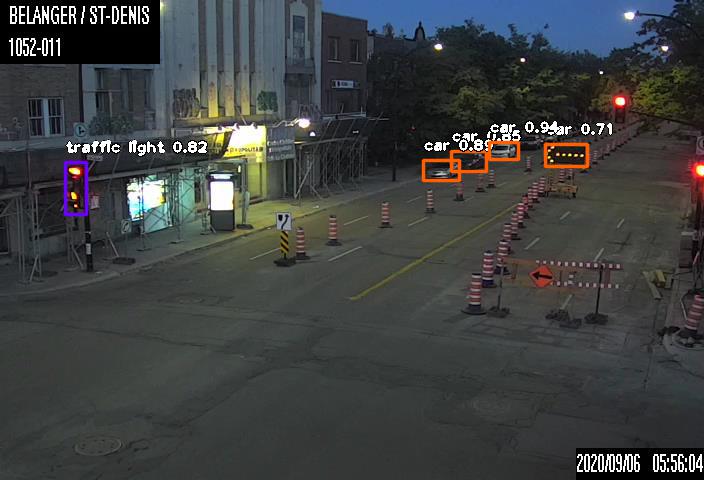 BELANGER / ST-DENIS
1052-011
traffic light 0.82
car 0.89
car 0.85
car 0.94
car 0.71
2020/09/06 05:56:04